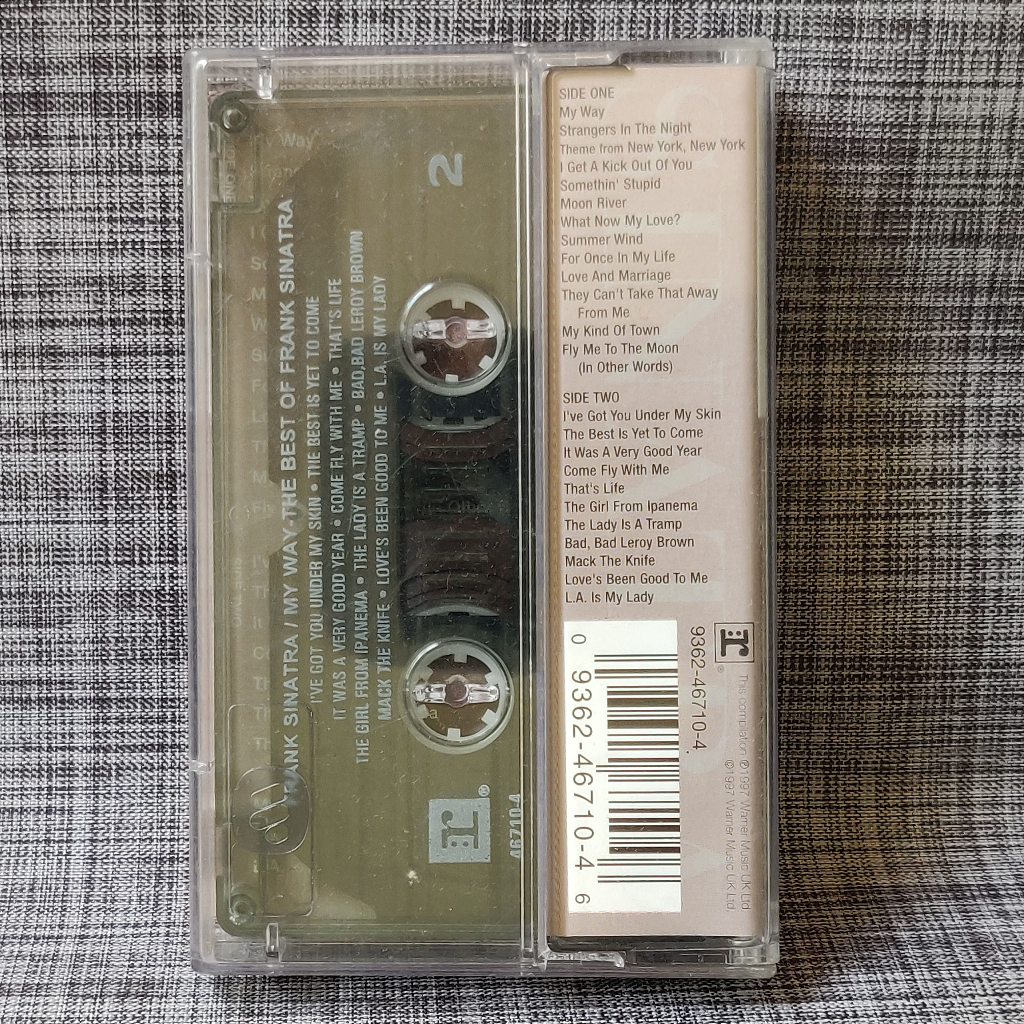 2
FRANK SINATRA / MY WAY-THE BEST OF FRANK SINATRA
I'VE GOT YOU UNDER MY SKIN • THE BEST IS YET TO COME
IT WAS A VERY GOOD YEAR • COME FLY WITH ME • THAT'S LIFE
THE GIRL FROM IPANEMA • THE LADY IS A TRAMP • BAD,BAD LEROY BROWN
MACK THE KNIFE • LOVE'S BEEN GOOD TO ME • L.A. IS MY LADY
r:®
46710-4
SIDE ONE
My Way
Strangers In The Night
Theme from New York, New York
I Get A Kick Out Of You
Somethin' Stupid
Moon River
What Now My Love?
Summer Wind
For Once In My Life
Love And Marriage
They Can't Take That Away
From Me
My Kind Of Town
Fly Me To The Moon
(In Other Words)
SIDE TWO
I've Got You Under My Skin
The Best Is Yet To Come
It Was A Very Good Year
Come Fly With Me
That's Life
The Girl From Ipanema
The Lady Is A Tramp
Bad, Bad Leroy Brown
Mack The Knife
Love's Been Good To Me
L.A. Is My Lady
r:®
9362-46710-4.
This compilation ℗1997 Warner Music UK Ltd
©1997 Warner Music UK Ltd.
0 9362-46710-4 6